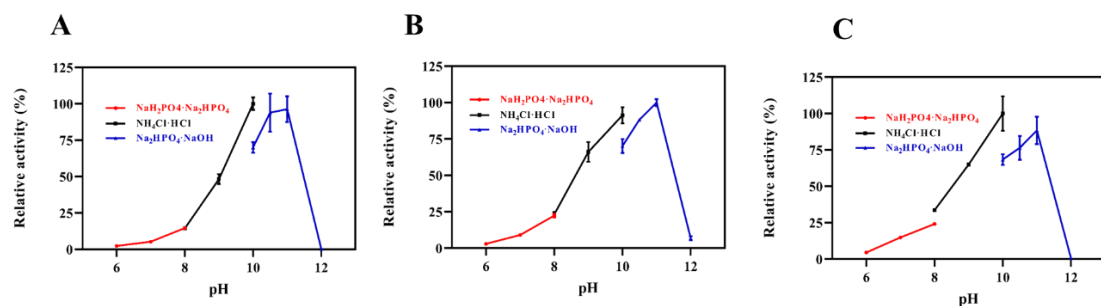 A
Relative activity (%)
125
100
75
50
25
0
NaH₂PO4·Na₂HPO₄
NH₄Cl·HCl
Na₂HPO₄·NaOH
6
8
10
12
pH
B
Relative activity (%)
125
100
75
50
25
0
NaH₂PO4·Na₂HPO₄
NH₄Cl·HCl
Na₂HPO₄·NaOH
6
8
10
12
pH
C
Relative activity (%)
125
100
75
50
25
0
NaH₂PO4·Na₂HPO₄
NH₄Cl·HCl
Na₂HPO₄·NaOH
6
8
10
12
pH